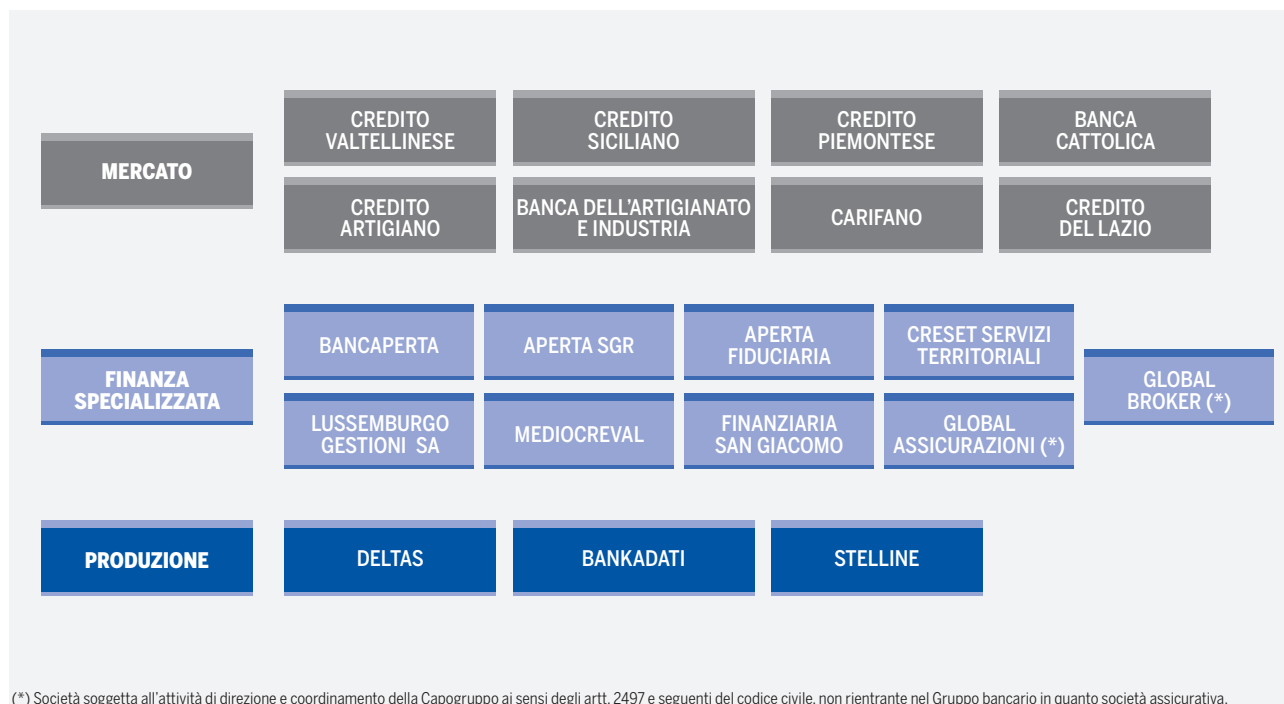 MERCATO
CREDITO
VALTELLINESE
CREDITO
SICILIANO
CREDITO
PIEMONTESE
BANCA
CATTOLICA
CREDITO
ARTIGIANO
BANCA DELL'ARTIGIANATO
E INDUSTRIA
CARIFANO
CREDITO
DEL LAZIO
FINANZA
SPECIALIZZATA
BANCAPERTA
APERTA SGR
APERTA
FIDUCIARIA
CRESET SERVIZI
TERRITORIALI
LUSSEMBURGO
GESTIONI SA
MEDIOCREVAL
FINANZIARIA
SAN GIACOMO
GLOBAL
ASSICURAZIONI (*)
GLOBAL
BROKER (*)
PRODUZIONE
DELTAS
BANKADATI
STELLINE
(*) Società soggetta all'attività di direzione e coordinamento della Capogruppo ai sensi degli artt. 2497 e seguenti del codice civile, non rientrante nel Gruppo bancario in quanto società assicurativa.